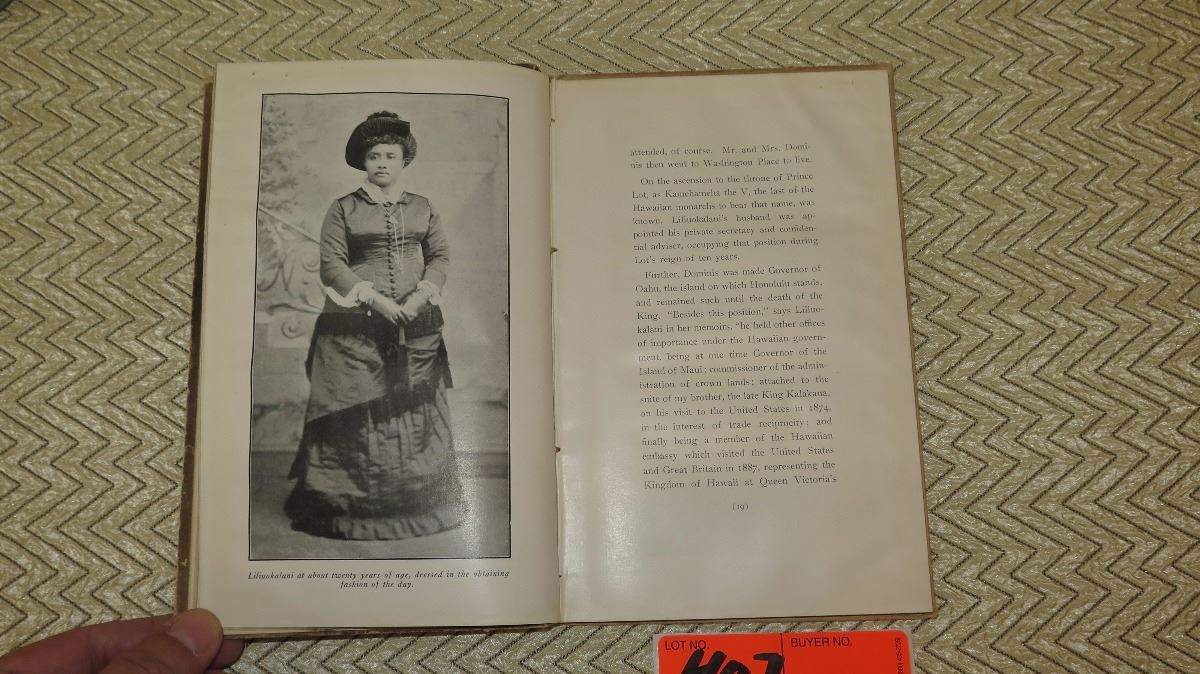 Liliuokalani at about twenty years of age, dressed in the obtaining
fashion of the day.
attended, of course. Mr. and Mrs. Domi-
nis then went to Washington Place to live.
On the ascension to the throne of Prince
Lot, as Kamehameha the V, the last of the
Hawaiian monarchs to bear that name, was
known, Liliuokalani's husband was ap-
pointed his private secretary and confiden-
tial adviser, occupying that position during
Lot's reign of ten years.
Further, Dominis was made Governor of
Oahu, the island on which Honolulu stands,
and remained such until the death of the
King. "Besides this position," says Liliuo-
kalani in her memoirs, "he held other offices
of importance under the Hawaiian govern-
ment, being at one time Governor of the
Island of Maui; commissioner of the admin-
istration of crown lands; attached to the
suite of my brother, the late King Kalakaua,
on his visit to the United States in 1874,
in the interest of trade reciprocity; and
finally being a member of the Hawaiian
embassy which visited the United States
and Great Britain in 1887, representing the
Kingdom of Hawaii at Queen Victoria's
(19)
LOT NO.
BUYER NO.
407